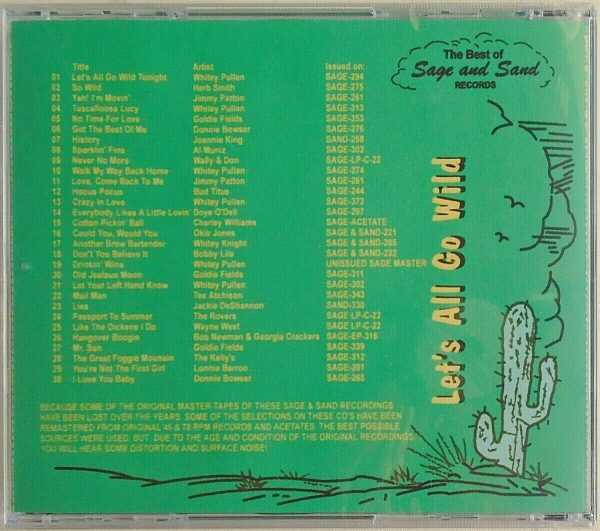 The Best of
Sage and Sand
RECORDS
Title Artist Issued on:
01 Let's All Go Wild Tonight Whitey Pullen SAGE-294
02 So Wild Herb Smith SAGE-275
03 Yah! I'm Movin' Jimmy Patton SAGE-261
04 Tuscalloosa Lucy Whitey Pullen SAGE-313
05 No Time For Love Goldie Fields SAGE-353
06 Got The Best Of Me Donnie Bowser SAGE-276
07 History Joannie King SAND-258
08 Sparklin' Fins Al Muniz SAGE-302
09 Never No More Wally & Don SAGE-LP-C-22
10 Walk My Way Back Home Whitey Pullen SAGE-274
11 Love, Come Back To Me Jimmy Patton SAGE-261
12 Hocus Pocus Bud Titus SAGE-244
13 Crazy In Love Whitey Pullen SAGE-372
14 Everybody Likes A Little Lovin' Doye O'Dell SAGE-297
15 Cotton Pickin' Ball Charley Williams SAGE-ACETATE
16 Could You, Would You Okie Jones SAGE & SAND-221
17 Another Brew Bartender Whitey Knight SAGE & SAND-205
18 Don't You Believe It Bobby Lile SAGE & SAND-222
19 Drinkin' Wine Whitey Pullen UNISSUED SAGE MASTER
20 Old Jealous Moon Goldie Fields SAGE-311
21 Let Your Left Hand Know Whitey Pullen SAGE-302
22 Mail Man Tex Atchison SAGE-343
23 Lies Jackie DeShannon SAND-330
24 Passport To Summer The Rovers SAGE LP-C-22
25 Like The Dickens I Do Wayne West SAGE LP C-22
26 Hangover Boogie Bob Newman & Georgia Crackers SAGE-EP-316
27 Mr. Sun Goldie Fields SAGE-339
28 The Great Foggie Mountain The Kelly's SAGE-312
29 You're Not The First Girl Lonnie Barron SAGE-391
30 I Love You Baby Donnie Bowser SAGE-265
Let's All Go Wild
BECAUSE SOME OF THE ORIGINAL MASTER TAPES OF THESE SAGE & SAND RECORDINGS
HAVE BEEN LOST OVER THE YEARS. SOME OF THE SELECTIONS ON THESE CD'S HAVE BEEN
REMASTERED FROM ORIGINAL 45 & 78 RPM RECORDS AND ACETATES. THE BEST POSSIBLE
SOURCES WERE USED. BUT, DUE TO THE AGE AND CONDITION OF THE ORIGINAL RECORDINGS
YOU WILL HEAR SOME DISTORTION AND SURFACE NOISE!